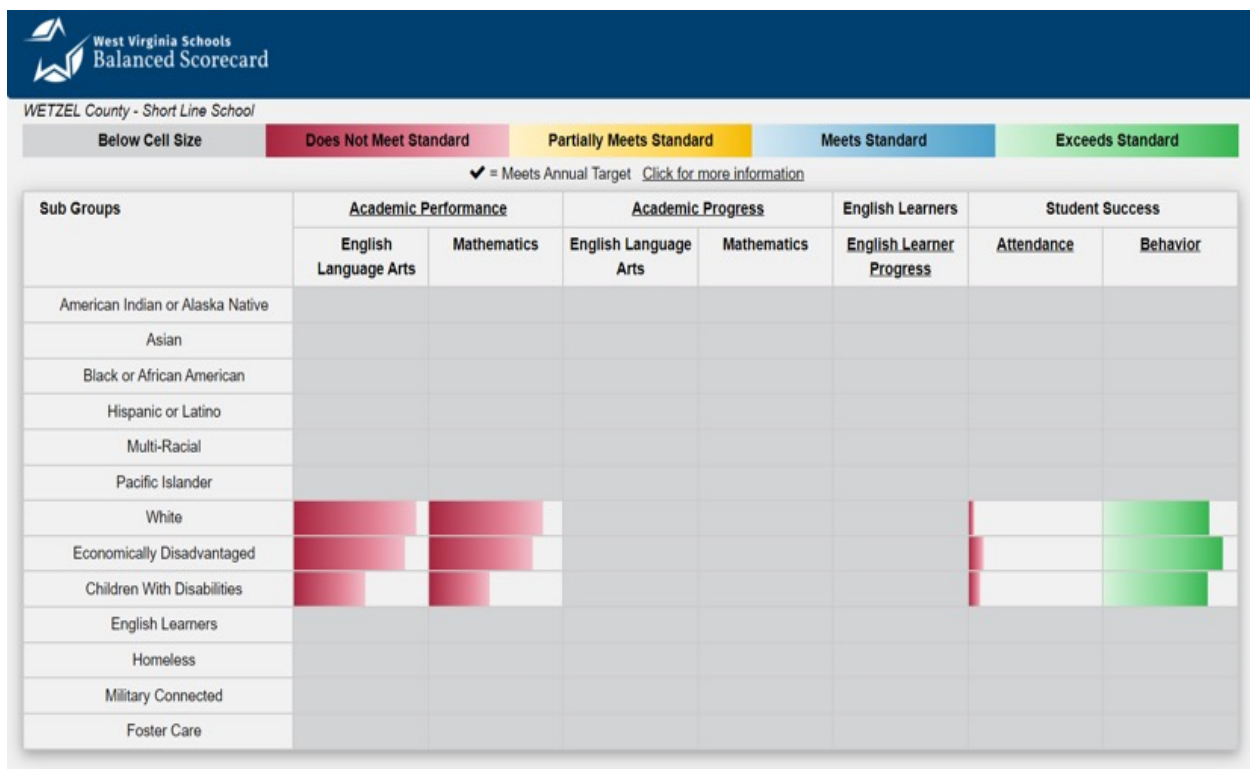 West Virginia Schools
Balanced Scorecard
WETZEL County - Short Line School
Below Cell Size Does Not Meet Standard Partially Meets Standard Meets Standard Exceeds Standard
✔ = Meets Annual Target Click for more information
Sub Groups Academic Performance Academic Progress English Learners Student Success
English Language Arts Mathematics English Language Arts Mathematics English Learner Progress Attendance Behavior
American Indian or Alaska Native
Asian
Black or African American
Hispanic or Latino
Multi-Racial
Pacific Islander
White
Economically Disadvantaged
Children With Disabilities
English Learners
Homeless
Military Connected
Foster Care